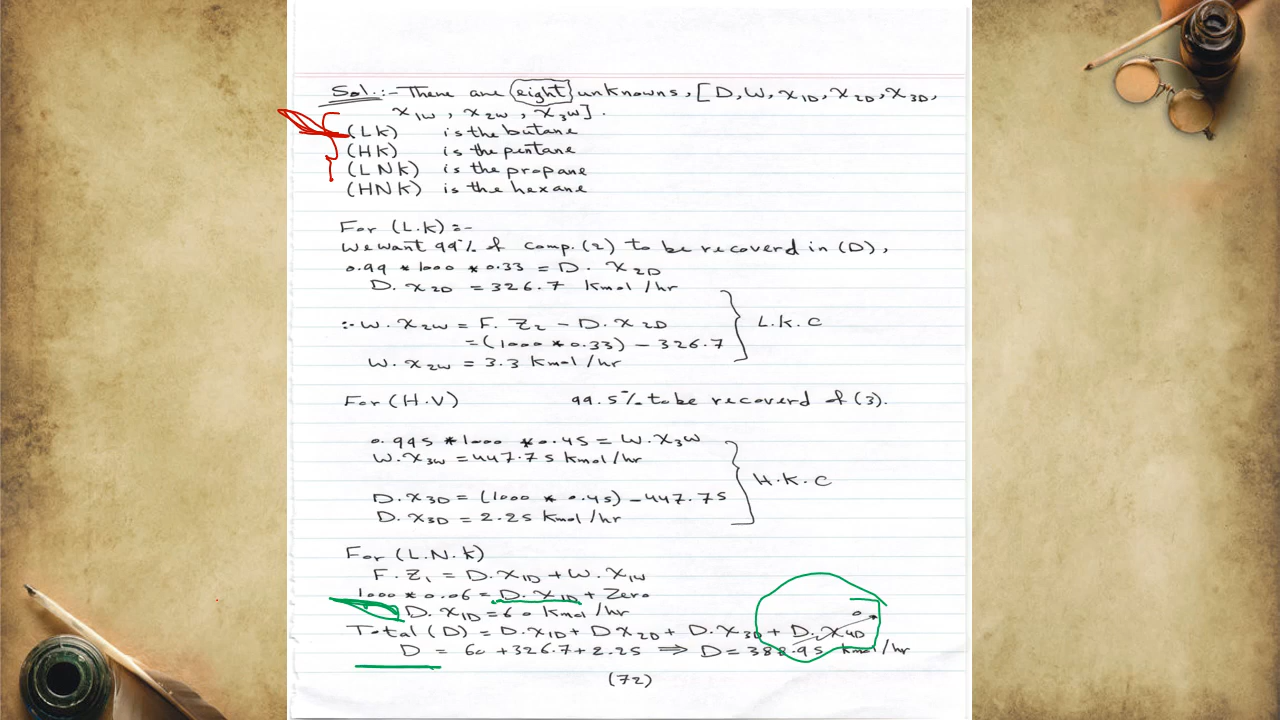 Sol.:- There are eight unknowns, [D, W, x1D, x2D, x3D,
x1w, x2w, x3w].
(LK) is the butane
(HK) is the pentane
(LNK) is the propane
(HNK) is the hexane
For (L.K) :-
We want 99% of comp. (2) to be recoverd in (D),
0.99 * 1000 * 0.33 = D. x2D
D. x2D = 326.7 Kmol/hr
∴ W. x2w = F. Z2 - D. x2D
= (1000 * 0.33) - 326.7
W. x2w = 3.3 Kmol/hr
L.K.C
For (H.V) 99.5% to be recoverd of (3).
0.995 * 1000 * 0.45 = W. x3w
W. x3w = 447.75 Kmol/hr
D. x3D = (1000 * 0.45) - 447.75
D. x3D = 2.25 Kmol/hr
H.K.C
For (L.N.K)
F. Z1 = D. x1D + W. x1w
1000 * 0.06 = D. x1D + Zero
D. x1D = 60 Kmol/hr
Total (D) = D. x1D + D x2D + D. x3D + D. x4D 0
D = 60 + 326.7 + 2.25 ⇒ D = 388.95 Kmol/hr
(72)